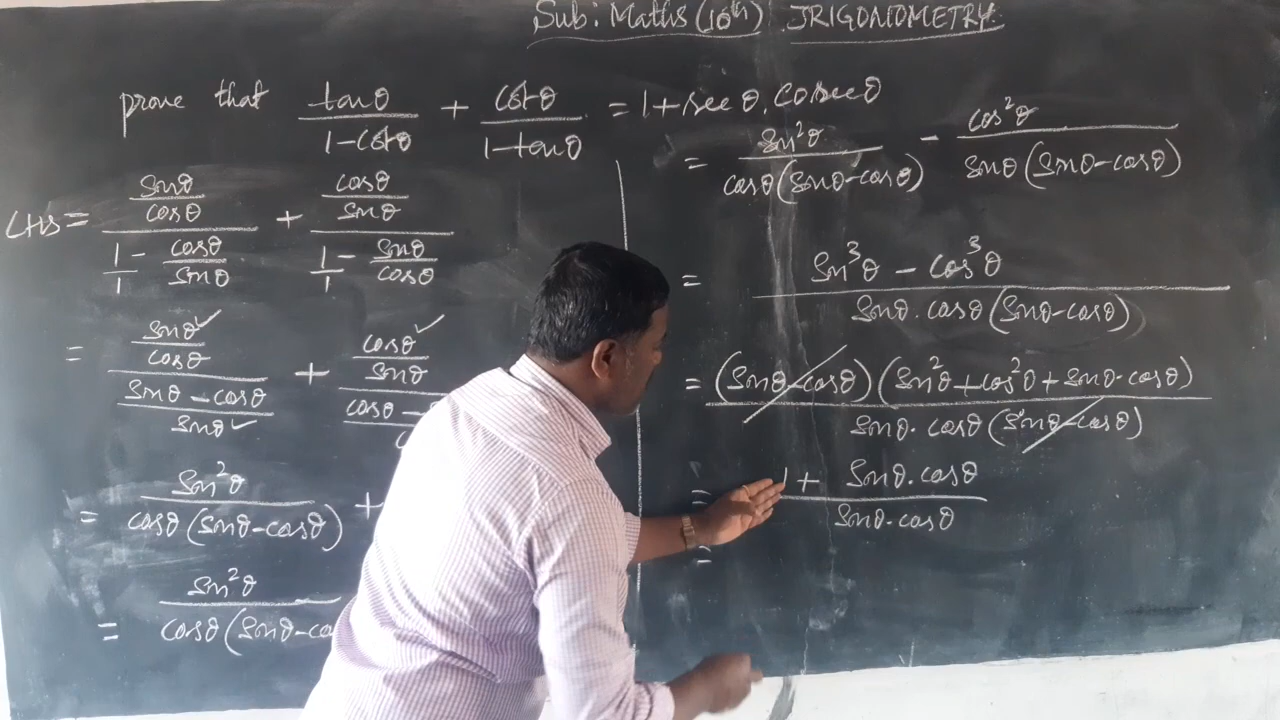 Sub: Maths (10th) TRIGONOMETRY.
prove that tanθ/(1-cotθ) + cotθ/(1-tanθ) = 1+secθ.cosecθ
LHS = (sinθ/cosθ)/(1/1 - cosθ/sinθ) + (cosθ/sinθ)/(1/1 - sinθ/cosθ)
= (sinθ/cosθ)/((sinθ-cosθ)/sinθ) + (cosθ/sinθ)/(cosθ-
= sin²θ/(cosθ(sinθ-cosθ)) +
= sin²θ/(cosθ(sinθ-
= sin²θ/(cosθ(sinθ-cosθ)) - cos²θ/(sinθ(sinθ-cosθ))
= (sin³θ - cos³θ)/(sinθ.cosθ(sinθ-cosθ))
= (sinθ-cosθ)(sin²θ+cos²θ+sinθ.cosθ)/(sinθ.cosθ(sinθ-cosθ))
= (1+ sinθ.cosθ)/(sinθ.cosθ)
=